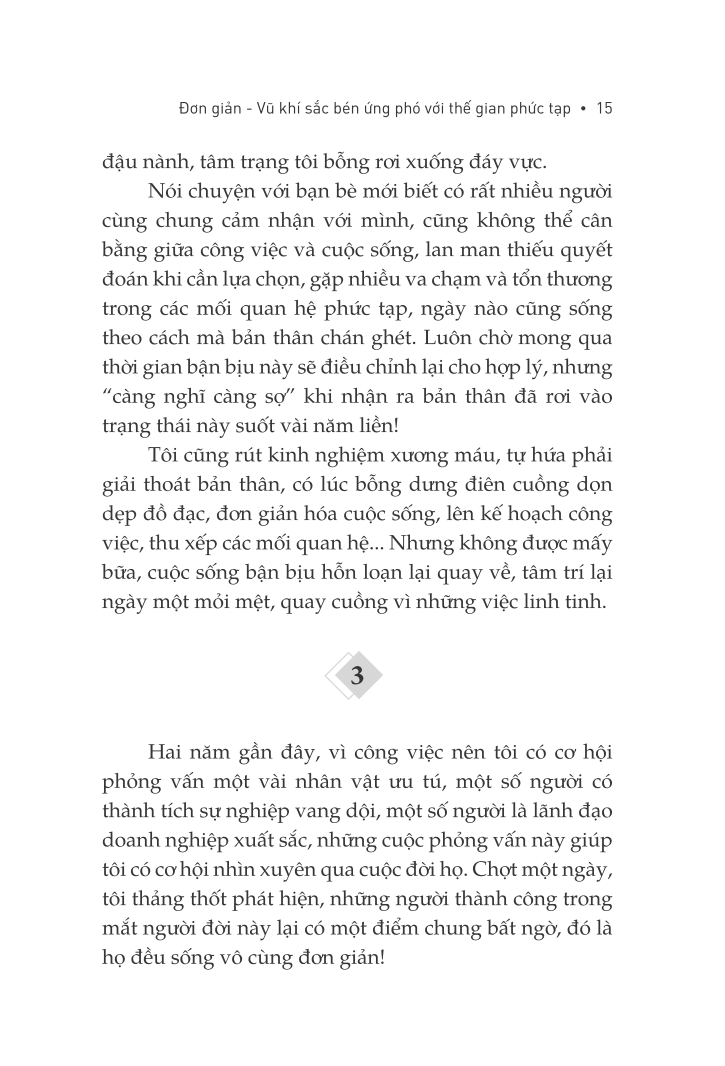 Đơn giản - Vũ khí sắc bén ứng phó với thế gian phức tạp • 15
đậu nành, tâm trạng tôi bỗng rơi xuống đáy vực.
Nói chuyện với bạn bè mới biết có rất nhiều người
cùng chung cảm nhận với mình, cũng không thể cân
bằng giữa công việc và cuộc sống, lan man thiếu quyết
đoán khi cần lựa chọn, gặp nhiều va chạm và tổn thương
trong các mối quan hệ phức tạp, ngày nào cũng sống
theo cách mà bản thân chán ghét. Luôn chờ mong qua
thời gian bận bịu này sẽ điều chỉnh lại cho hợp lý, nhưng
“càng nghĩ càng sợ” khi nhận ra bản thân đã rơi vào
trạng thái này suốt vài năm liền!
Tôi cũng rút kinh nghiệm xương máu, tự hứa phải
giải thoát bản thân, có lúc bỗng dưng điên cuồng dọn
dẹp đồ đạc, đơn giản hóa cuộc sống, lên kế hoạch công
việc, thu xếp các mối quan hệ... Nhưng không được mấy
bữa, cuộc sống bận bịu hỗn loạn lại quay về, tâm trí lại
ngày một mỏi mệt, quay cuồng vì những việc linh tinh.
3
Hai năm gần đây, vì công việc nên tôi có cơ hội
phỏng vấn một vài nhân vật ưu tú, một số người có
thành tích sự nghiệp vang dội, một số người là lãnh đạo
doanh nghiệp xuất sắc, những cuộc phỏng vấn này giúp
tôi có cơ hội nhìn xuyên qua cuộc đời họ. Chợt một ngày,
tôi thảng thốt phát hiện, những người thành công trong
mắt người đời này lại có một điểm chung bất ngờ, đó là
họ đều sống vô cùng đơn giản!